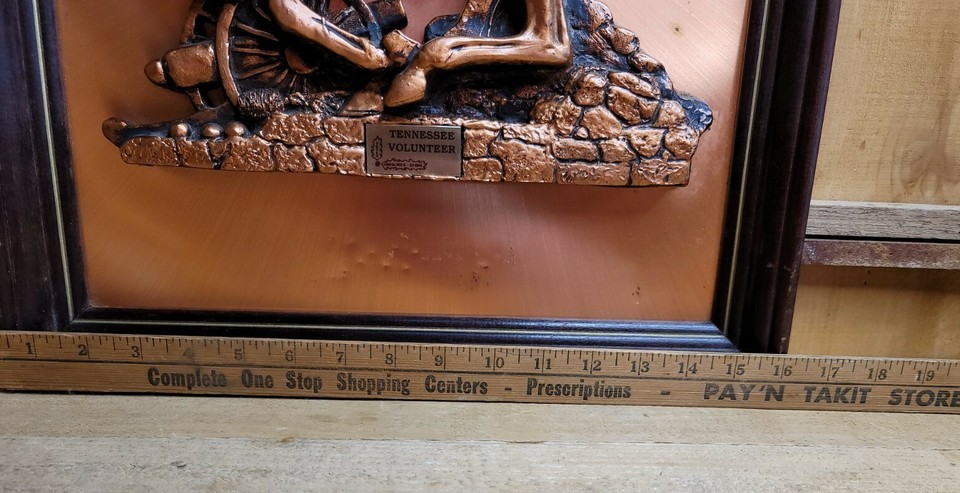 TENNESSEE
VOLUNTEER
1 2 3 4 5 6 7 8 9 10 11 12 13 14 15 16 17 18 19
Complete One Stop Shopping Centers - Prescriptions - PAY'N TAKIT STORE